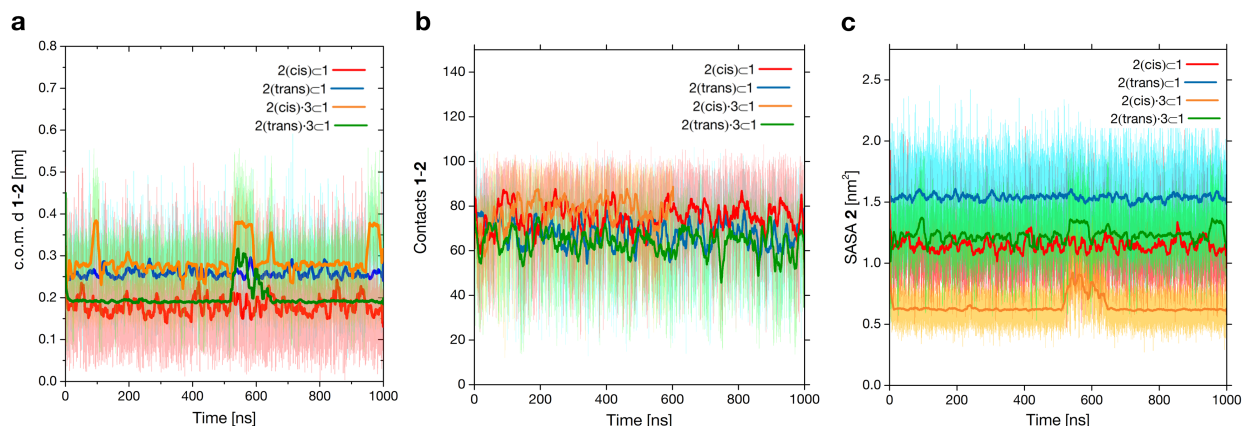 a
0.8
0.7
0.6
0.5
0.4
0.3
0.2
0.1
0.0
c.o.m. d 1-2 [nm]
2(cis)⊂1
2(trans)⊂1
2(cis)·3⊂1
2(trans)·3⊂1
0 200 400 600 800 1000
Time [ns]
b
140
120
100
80
60
40
20
0
Contacts 1-2
2(cis)⊂1
2(trans)⊂1
2(cis)·3⊂1
2(trans)·3⊂1
0 200 400 600 800 1000
Time [ns]
c
2.5
2.0
1.5
1.0
0.5
0.0
SASA 2 [nm²]
2(cis)⊂1
2(trans)⊂1
2(cis)·3⊂1
2(trans)·3⊂1
0 200 400 600 800 1000
Time [ns]